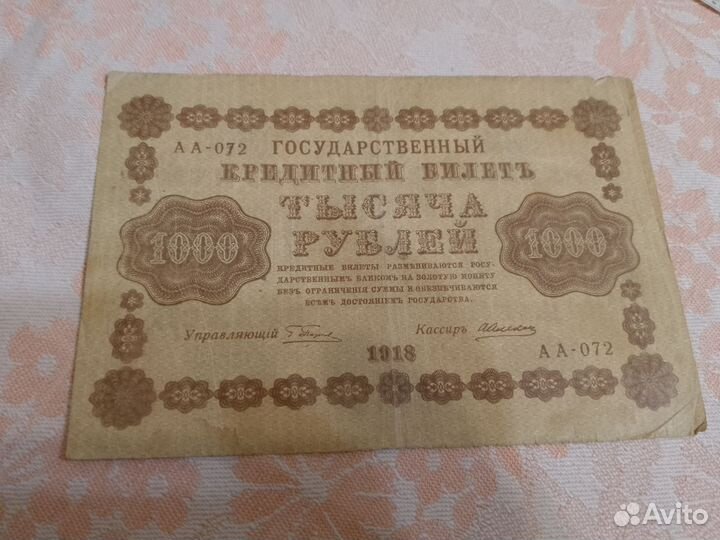 АА-072 ГОСУДАРСТВЕННЫЙ
КРЕДИТНЫЙ БИЛЕТЪ
ТЫСЯЧА
РУБЛЕЙ
1000
1000
КРЕДИТНЫЕ БИЛЕТЫ РАЗМѢНИВАЮТСЯ ГОСУ-
ДАРСТВЕННЫМЪ БАНКОМЪ НА ЗОЛОТУЮ МОНЕТУ
БЕЗЪ ОГРАНИЧЕНІЯ СУММЫ И ОБЕЗПЕЧИВАЮТСЯ
ВСѢМЪ ДОСТОЯНІЕМЪ ГОСУДАРСТВА.
Управляющій
Кассиръ
1918
АА-072
Avito